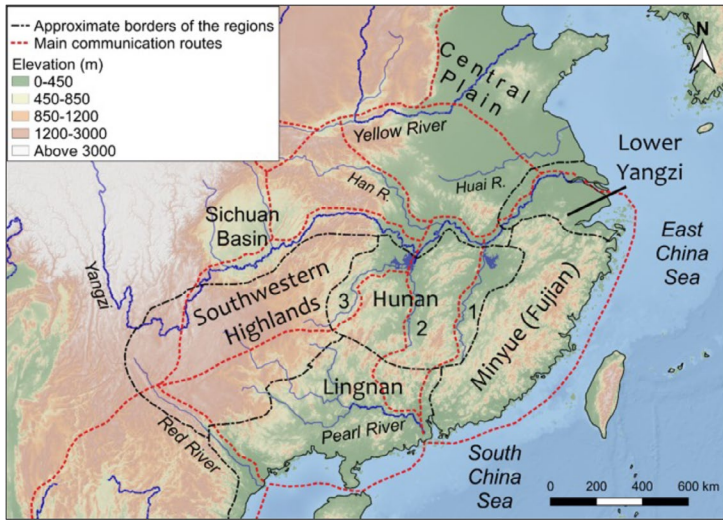 Approximate borders of the regions
Main communication routes
Elevation (m)
0-450
450-850
850-1200
1200-3000
Above 3000
N
Central
Plain
Yellow River
Lower
Yangzi
Han R.
Huai R.
Sichuan
Basin
East
China
Sea
Yangzi
Southwestern
Highlands
3
Hunan
1
2
Minyue (Fujian)
Lingnan
Pearl River
Red River
South
China
Sea
0 200 400 600 km